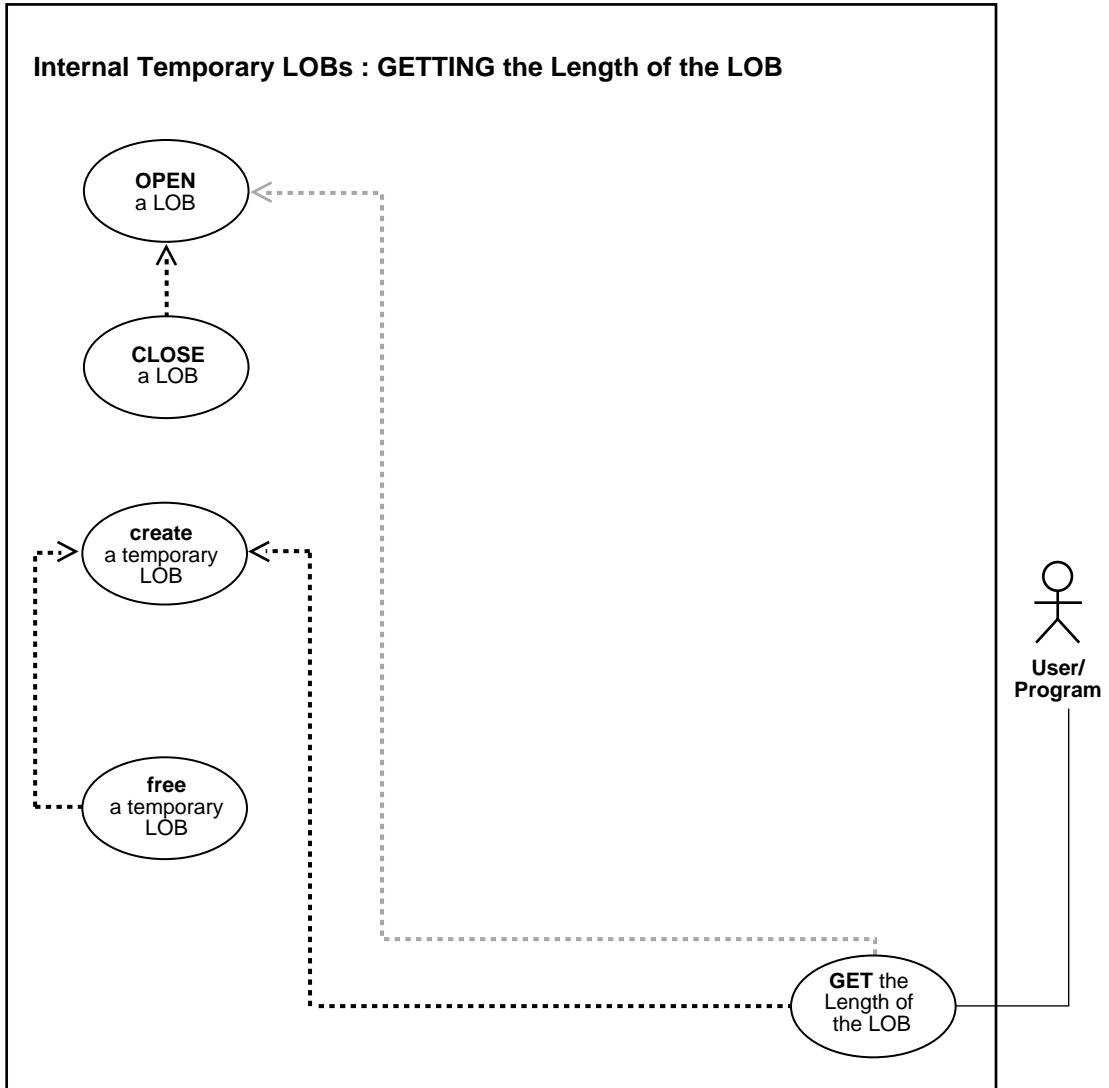 Internal Temporary LOBs : GETTING the Length of the LOB
OPEN
a LOB
CLOSE
a LOB
create
a temporary
LOB
User/
Program
free
a temporary
LOB
GET the
Length of
the LOB